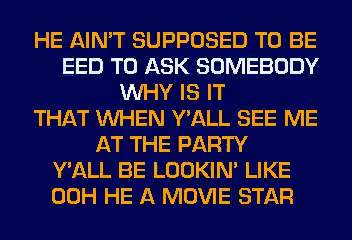 HE AIN'T SUPPOSED TO BE
EED TO ASK SOMEBODY
WHY IS IT
THAT WHEN Y'ALL SEE ME
AT THE PARTY
Y'ALL BE LOOKIN' LIKE
OOH HE A MOVIE STAR